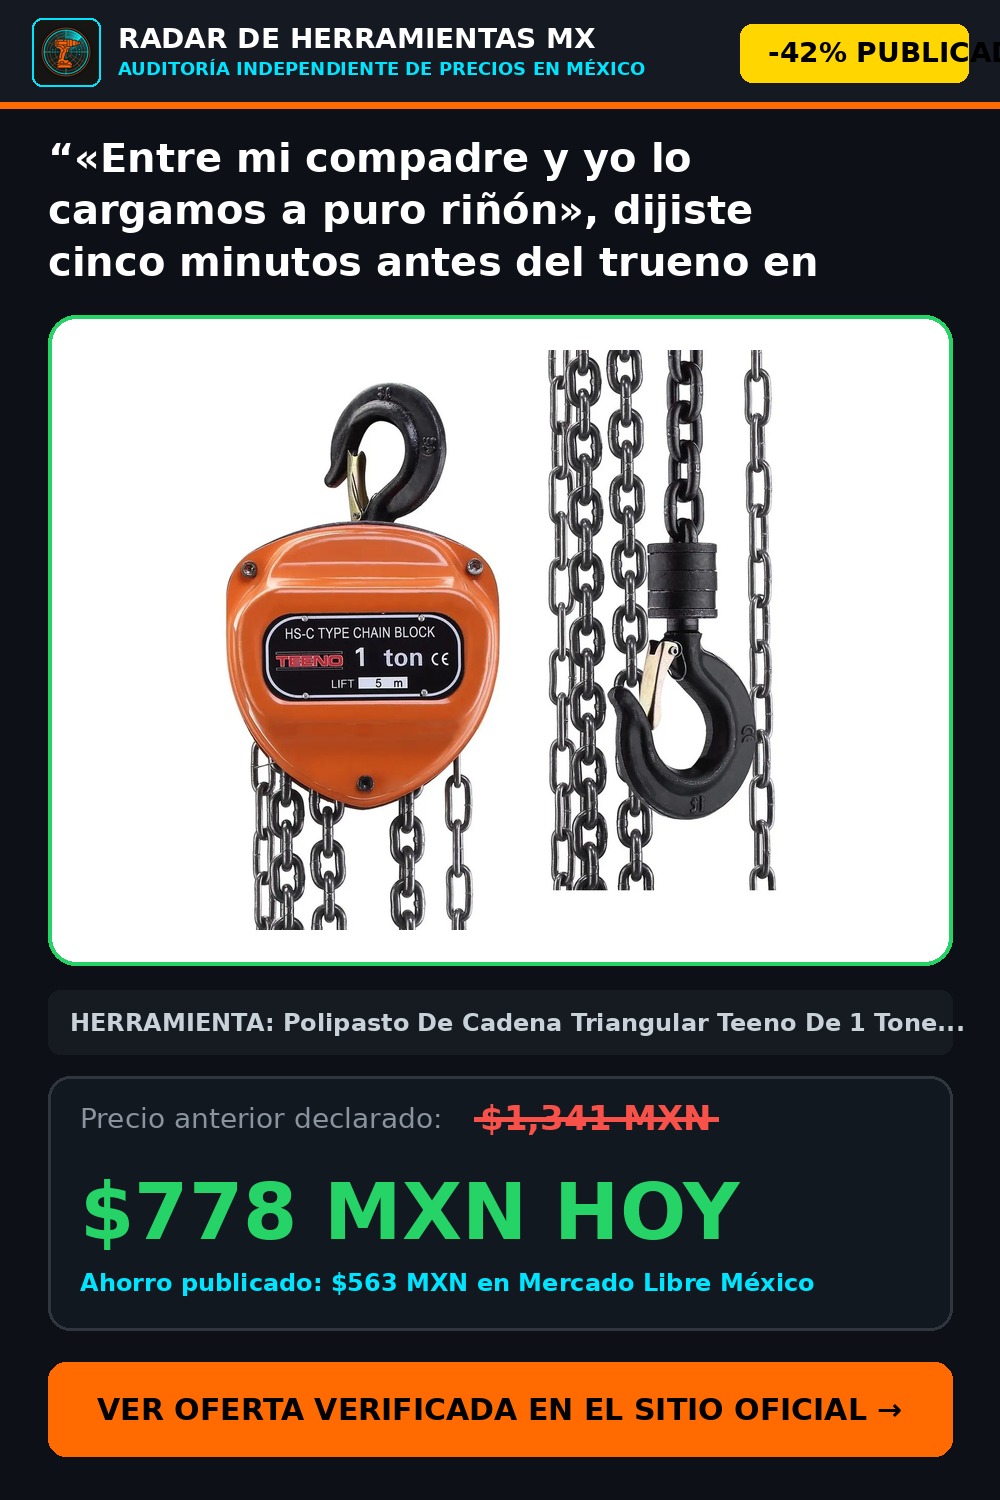 RADAR DE HERRAMIENTAS MX
AUDITORÍA INDEPENDIENTE DE PRECIOS EN MÉXICO
-42% PUBLICA
“«Entre mi compadre y yo lo
cargamos a puro riñón», dijiste
cinco minutos antes del trueno en
HS-C TYPE CHAIN BLOCK
TEENO 1 ton CE
LIFT 5 m
HERRAMIENTA: Polipasto De Cadena Triangular Teeno De 1 Tone...
Precio anterior declarado: $1,341 MXN
$778 MXN HOY
Ahorro publicado: $563 MXN en Mercado Libre México
VER OFERTA VERIFICADA EN EL SITIO OFICIAL →